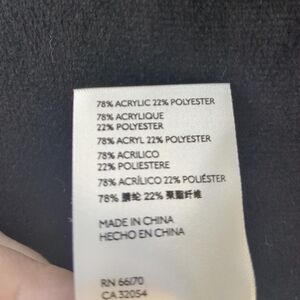 78% ACRYLIC 22% POLYESTER
78% ACRYLIQUE
22% POLYESTER
78% ACRYL 22% POLYESTER
78% ACRILICO
22% POLIESTERE
78% ACRÍLICO 22% POLIÉSTER
78% 腈纶 22% 聚酯纤维
MADE IN CHINA
HECHO EN CHINA
RN 66170
CA 32054